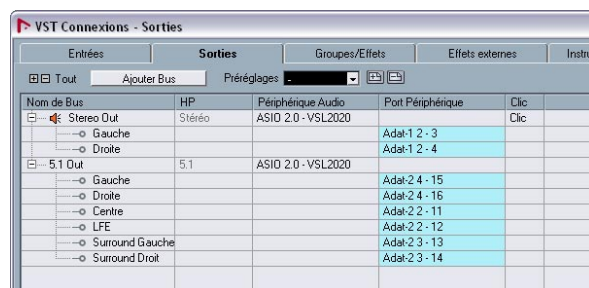 VST Connexions - Sorties
Entrées Sorties Groupes/Effets Effets externes Instru
Tout Ajouter Bus Préréglages -
Nom de Bus HP Périphérique Audio Port Périphérique Clic
Stereo Out Stéréo ASIO 2.0 - VSL2020 Clic
Gauche Adat-1 2 - 3
Droite Adat-1 2 - 4
5.1 Out 5.1 ASIO 2.0 - VSL2020
Gauche Adat-2 4 - 15
Droite Adat-2 4 - 16
Centre Adat-2 2 - 11
LFE Adat-2 2 - 12
Surround Gauche Adat-2 3 - 13
Surround Droit Adat-2 3 - 14